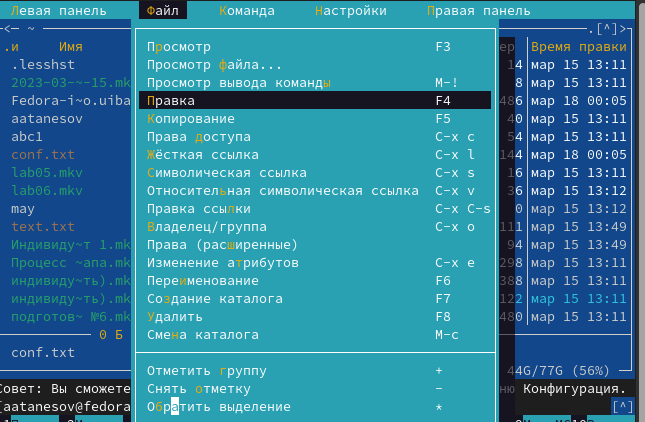 Левая панель Файл Команда Настройки Правая панель
<— ~ .[^]>
.и Имя Время правки
.lesshst Просмотр F3 14 мар 15 13:11
2023-03-~-15.mk Просмотр файла... 8 мар 15 13:11
Fedora-i~o.uiba Просмотр вывода команды M-! 486 мар 18 00:05
aatanesov Правка F4 40 мар 15 13:11
abc1 Копирование F5 54 мар 15 13:11
conf.txt Права доступа C-x c 144 мар 18 00:05
lab05.mkv Жёсткая ссылка C-x l 16 мар 15 13:11
lab06.mkv Символическая ссылка C-x s 36 мар 15 13:12
may Относительная символическая ссылка C-x v 0 мар 15 13:12
text.txt Правка ссылки C-x C-s 111 мар 15 13:49
Индивиду~т 1.mk Владелец/группа C-x o 94 мар 15 13:49
Процесс ~апа.mk Права (расширенные) 298 мар 15 13:11
индивиду~ть).mk Изменение атрибутов C-x e 388 мар 15 13:11
индивиду~ть).mk Переименование F6 122 мар 15 13:11
подготов~ №6.mk Создание каталога F7 480 мар 15 13:11
0 Б Удалить F8
conf.txt Смена каталога M-c
Отметить группу + 44G/77G (56%)
Совет: Вы сможете Снять отметку - ню Конфигурация.
[aatanesov@fedora Обратить выделение * [^]